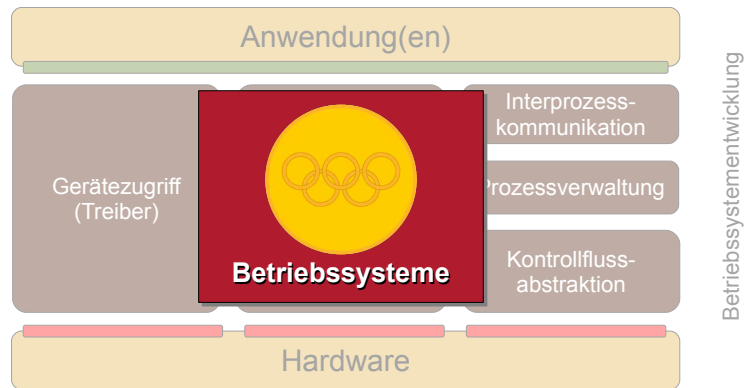 Anwendung(en)
Gerätezugriff
(Treiber)
Betriebssysteme
Interprozess-
kommunikation
Prozessverwaltung
Kontrollfluss-
abstraktion
Hardware
Betriebssystementwicklung